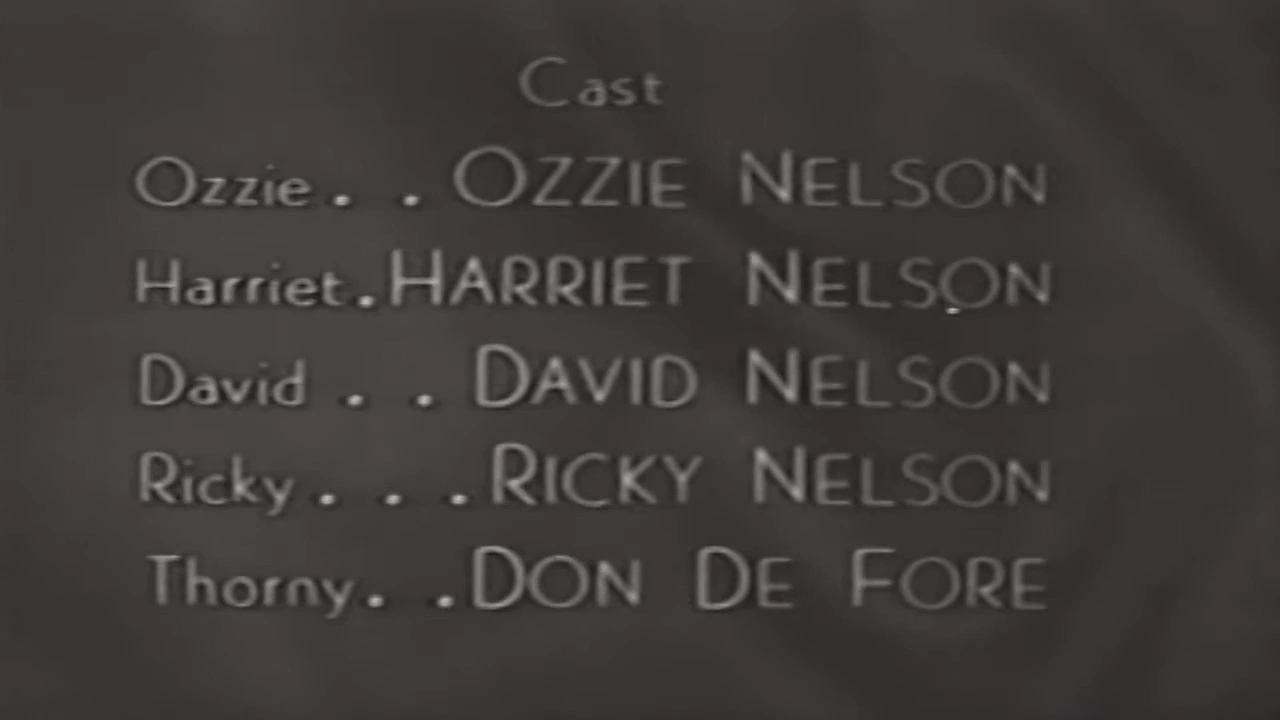 Cast
Ozzie . . OZZIE NELSON
Harriet . HARRIET NELSON
David . . DAVID NELSON
Ricky . . . RICKY NELSON
Thorny . . DON DE FORE